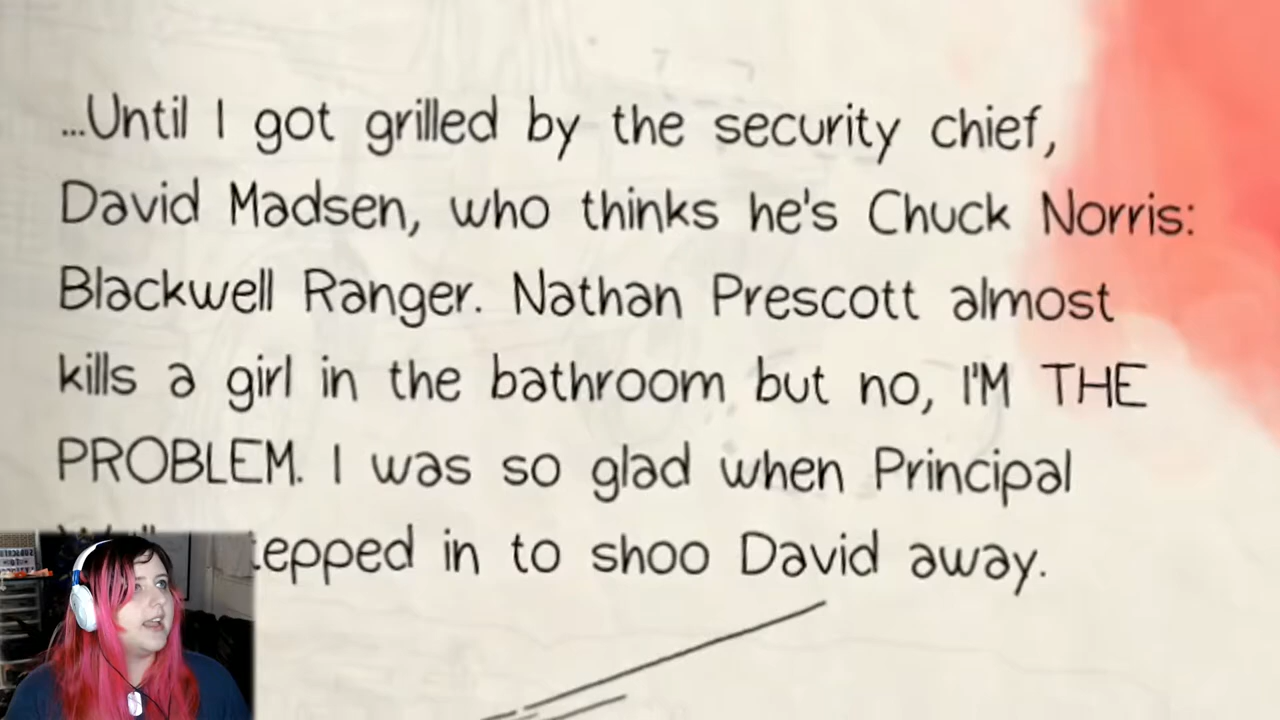 ...Until I got grilled by the security chief,
David Madsen, who thinks he's Chuck Norris:
Blackwell Ranger. Nathan Prescott almost
kills a girl in the bathroom but no, I'M THE
PROBLEM. I was so glad when Principal
tepped in to shoo David away.